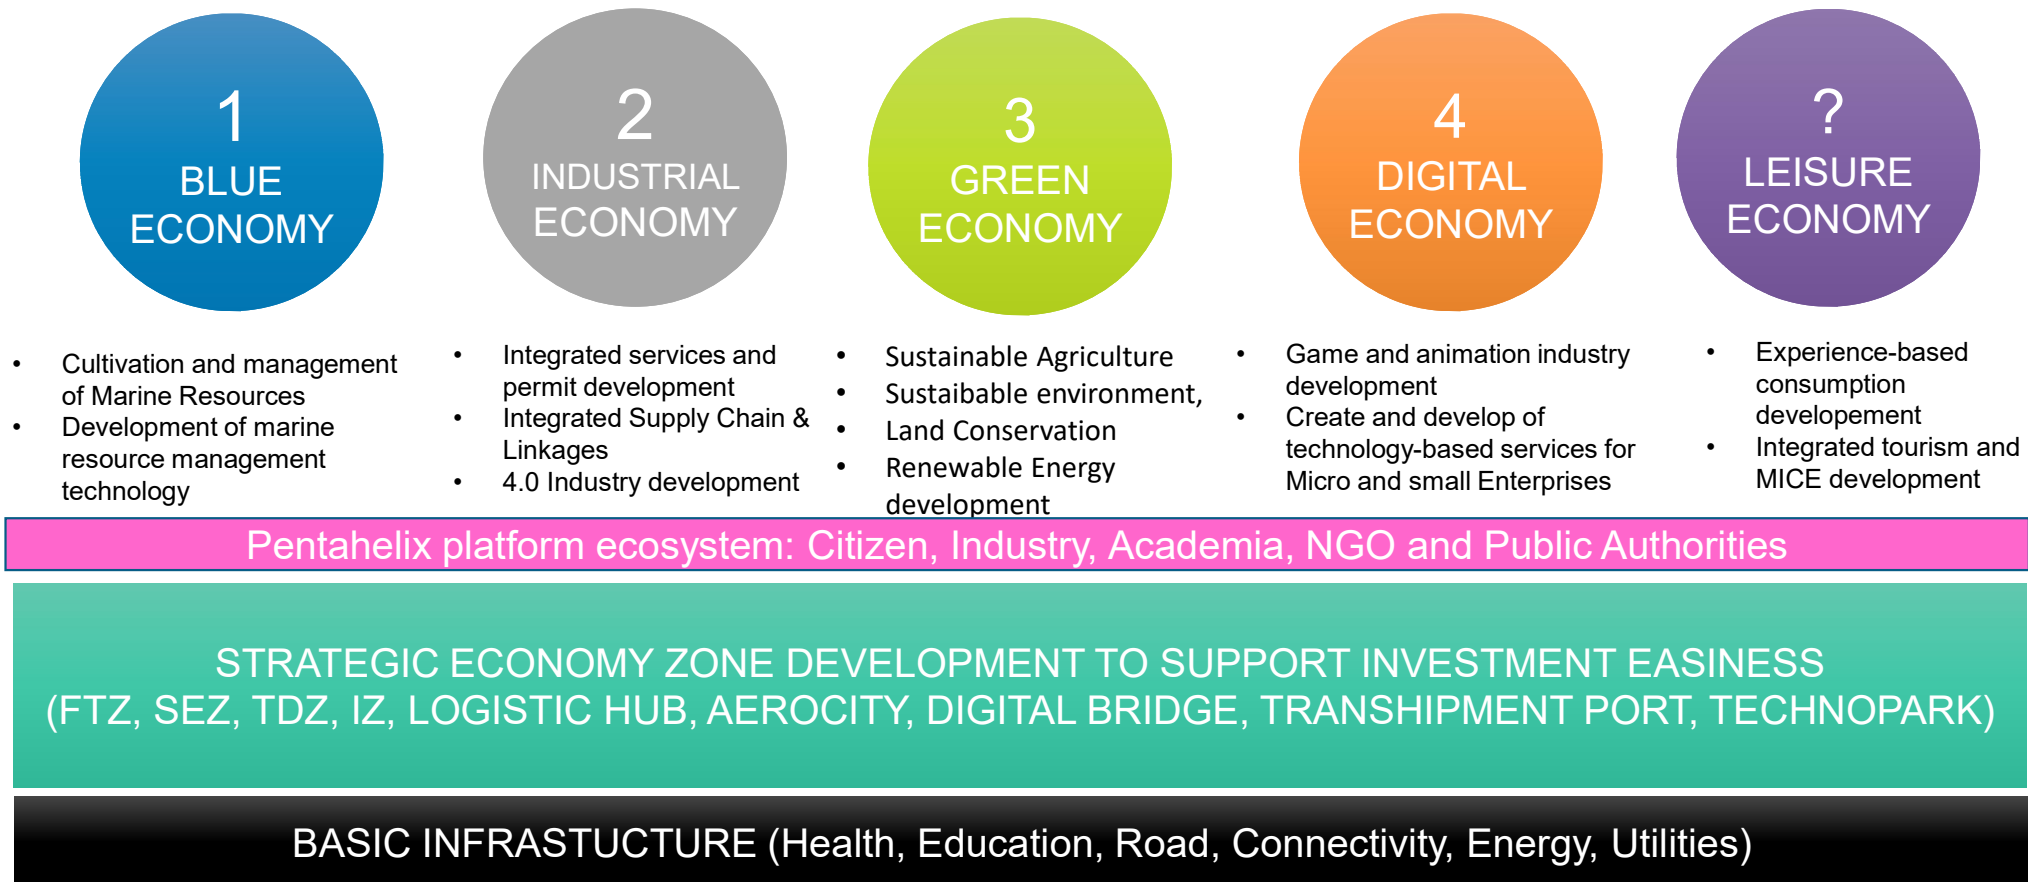 1
BLUE
ECONOMY
2
INDUSTRIAL
ECONOMY
3
GREEN
ECONOMY
4
DIGITAL
ECONOMY
?
LEISURE
ECONOMY
• Cultivation and management
of Marine Resources
• Development of marine
resource management
technology
• Integrated services and
permit development
• Integrated Supply Chain &
Linkages
• 4.0 Industry development
• Sustainable Agriculture
• Sustaibable environment,
• Land Conservation
• Renewable Energy
development
• Game and animation industry
development
• Create and develop of
technology-based services for
Micro and small Enterprises
• Experience-based
consumption
developement
• Integrated tourism and
MICE development
Pentahelix platform ecosystem: Citizen, Industry, Academia, NGO and Public Authorities
STRATEGIC ECONOMY ZONE DEVELOPMENT TO SUPPORT INVESTMENT EASINESS
(FTZ, SEZ, TDZ, IZ, LOGISTIC HUB, AEROCITY, DIGITAL BRIDGE, TRANSHIPMENT PORT, TECHNOPARK)
BASIC INFRASTUCTURE (Health, Education, Road, Connectivity, Energy, Utilities)